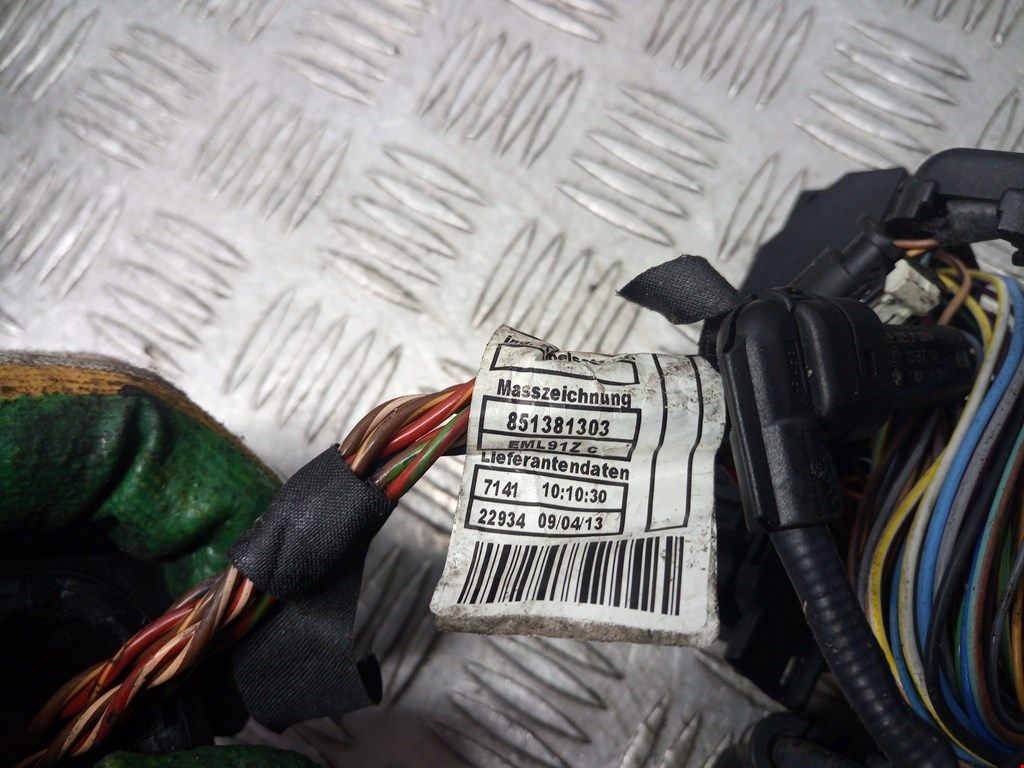 Masszeichnung
851381303
EML91Z c
Lieferantendaten
7141 10:10:30
22934 09/04/13